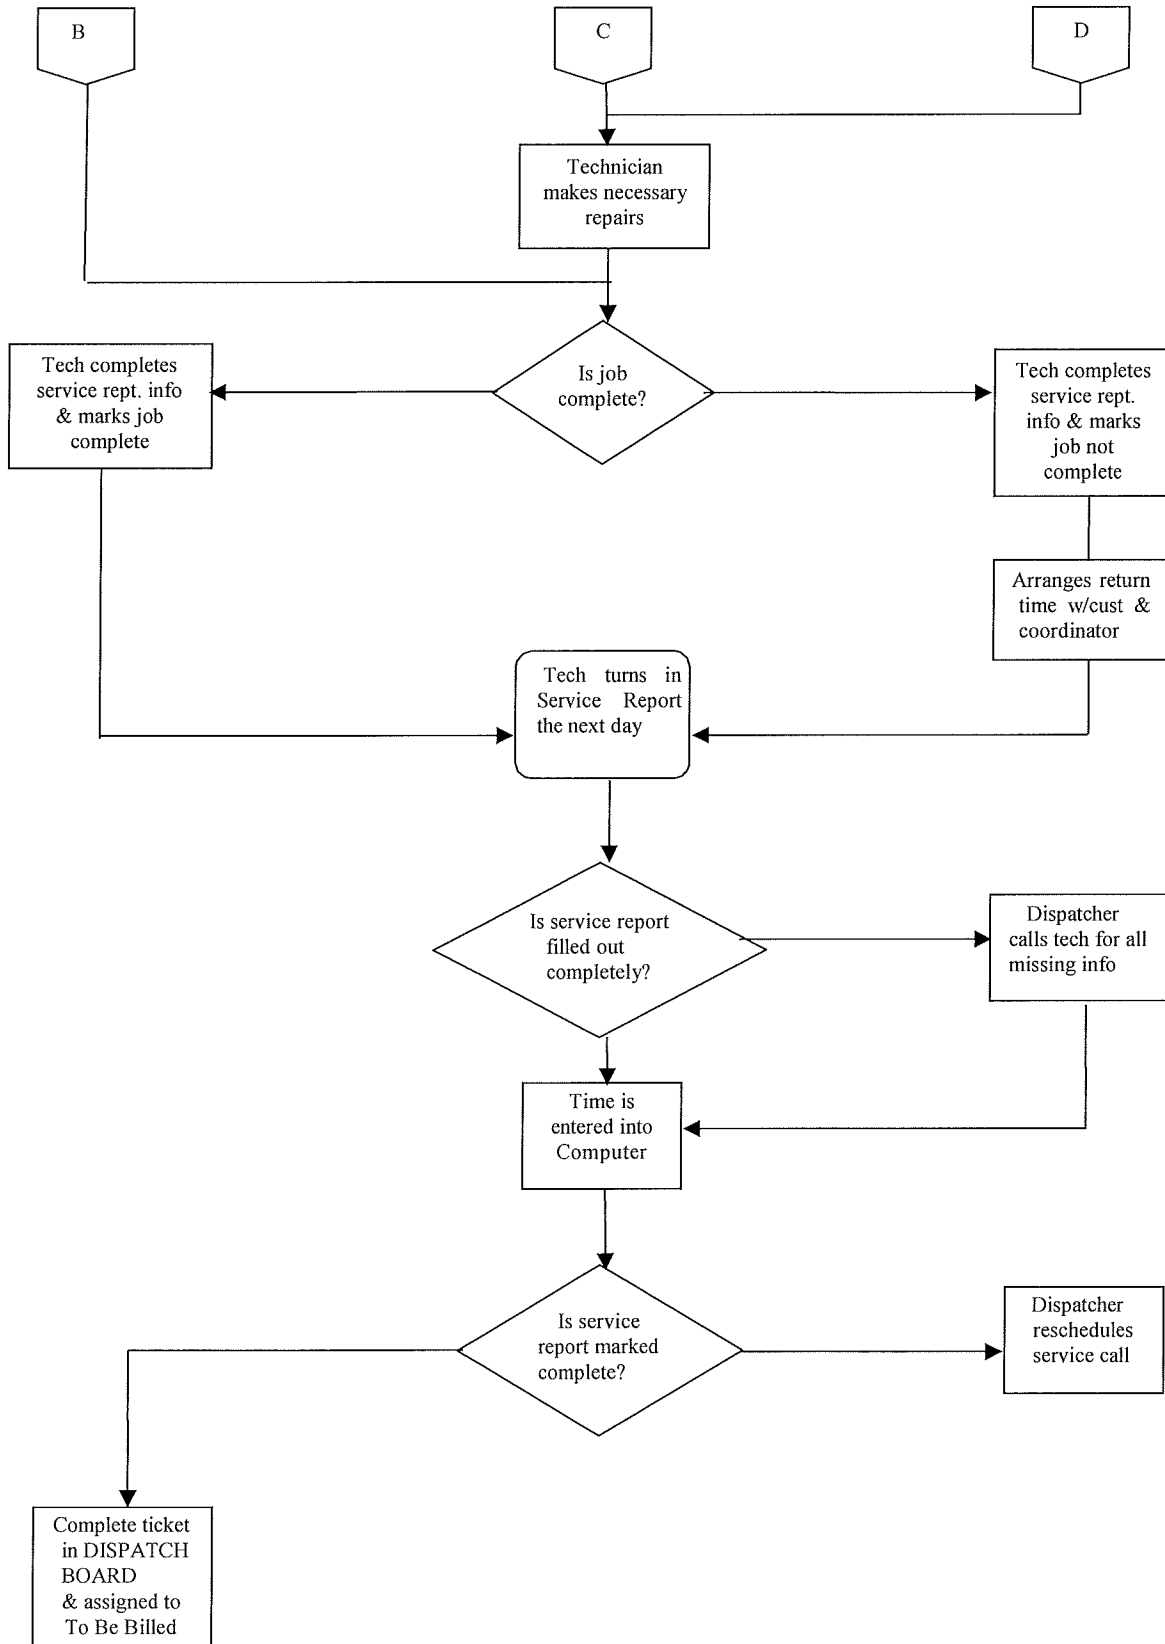 B
C
D
Technician
makes necessary
repairs
Is job
complete?
Tech completes
service rept. info
& marks job
complete
Tech completes
service rept.
info & marks
job not
complete
Arranges return
time w/cust &
coordinator
Tech turns in
Service Report
the next day
Is service report
filled out
completely?
Dispatcher
calls tech for all
missing info
Time is
entered into
Computer
Is service
report marked
complete?
Dispatcher
reschedules
service call
Complete ticket
in DISPATCH
BOARD
& assigned to
To Be Billed